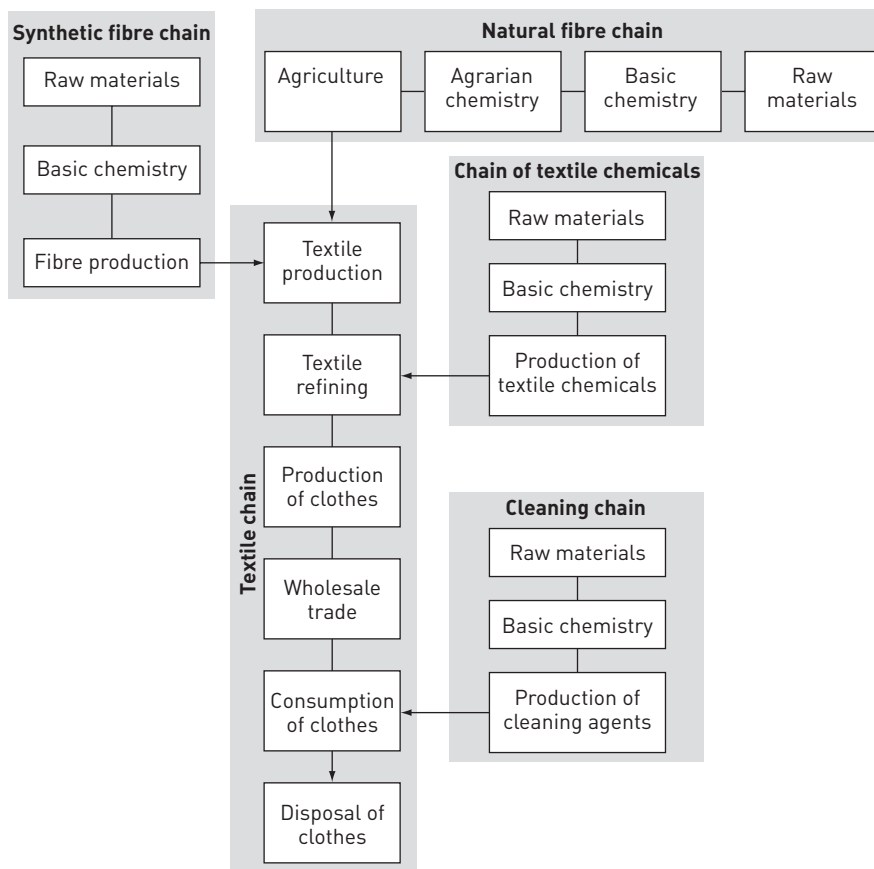 Synthetic fibre chain
Raw materials
Basic chemistry
Fibre production
Natural fibre chain
Agriculture
Agrarian
chemistry
Basic
chemistry
Raw
materials
Chain of textile chemicals
Raw materials
Basic chemistry
Production of
textile chemicals
Textile chain
Textile
production
Textile
refining
Production
of clothes
Wholesale
trade
Consumption
of clothes
Disposal of
clothes
Cleaning chain
Raw materials
Basic chemistry
Production of
cleaning agents